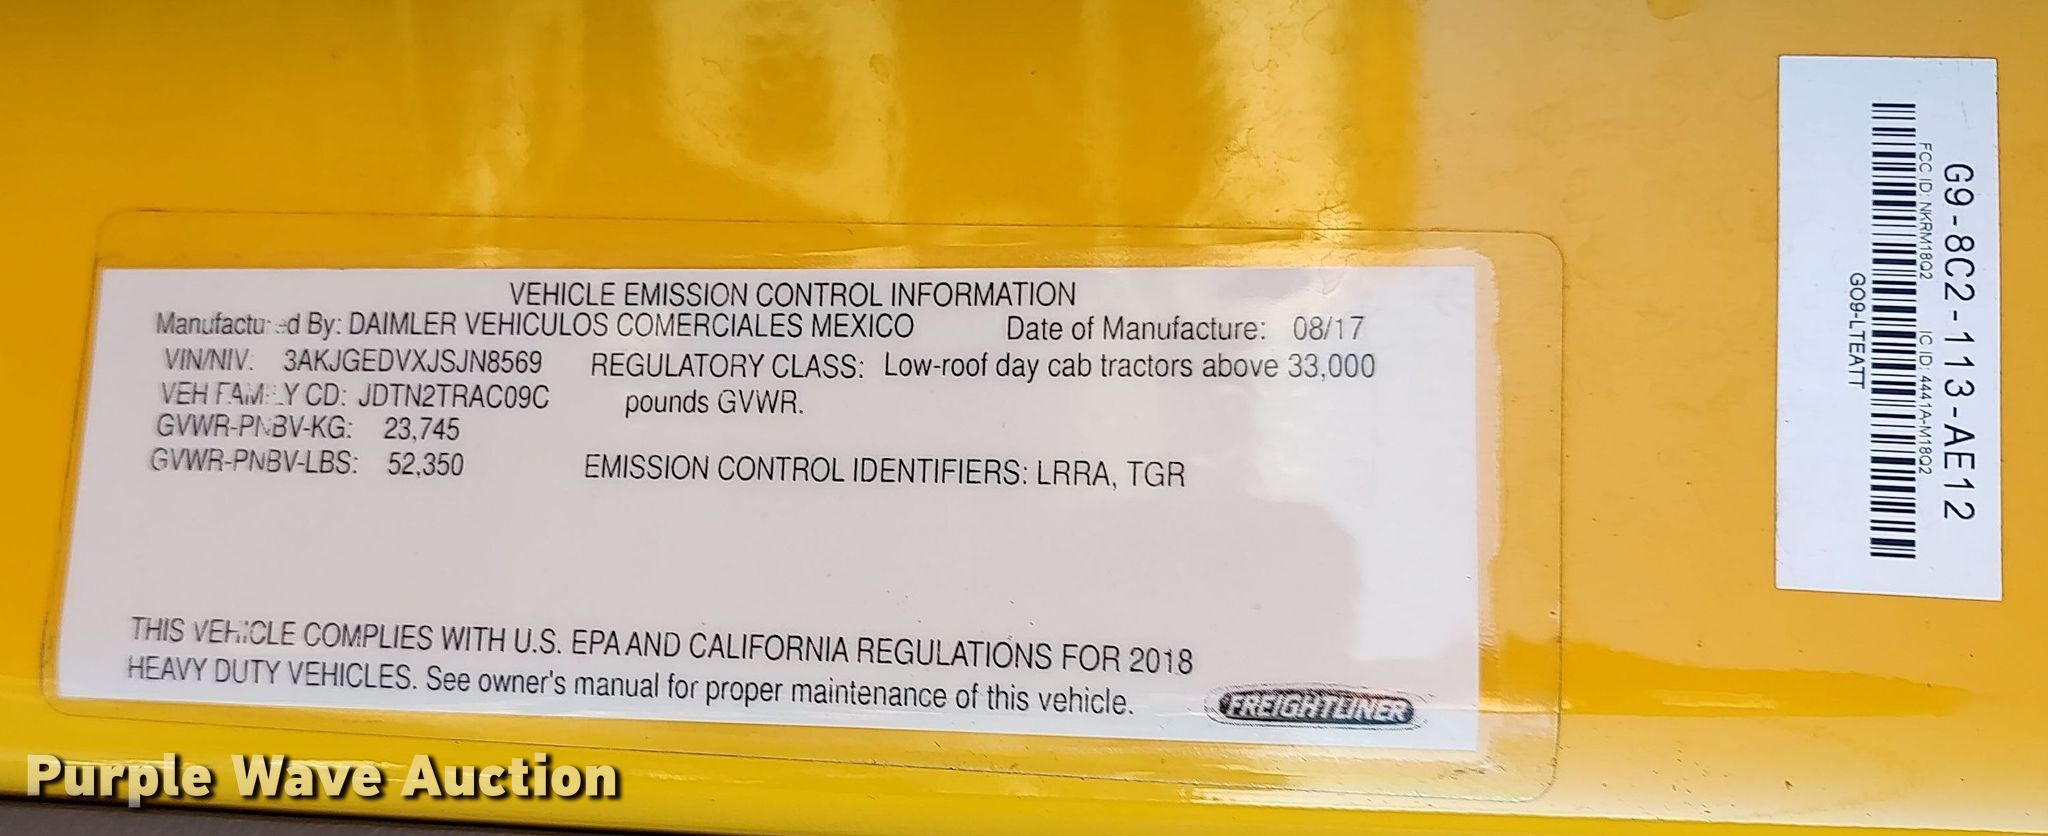 VEHICLE EMISSION CONTROL INFORMATION
Manufactured By: DAIMLER VEHICULOS COMERCIALES MEXICO Date of Manufacture: 08/17
VIN/NIV: 3AKJGEDVXJSJN8569 REGULATORY CLASS: Low-roof day cab tractors above 33,000
VEH FAMILY CD: JDTN2TRAC09C pounds GVWR.
GVWR-PNBV-KG: 23,745
GVWR-PNBV-LBS: 52,350 EMISSION CONTROL IDENTIFIERS: LRRA, TGR
THIS VEHICLE COMPLIES WITH U.S. EPA AND CALIFORNIA REGULATIONS FOR 2018
HEAVY DUTY VEHICLES. See owner's manual for proper maintenance of this vehicle.
FREIGHTLINER
G9-8C2-113-AE12
FCC ID: NKRM18Q2 IC ID: 4441A-M18Q2
GO9-LTEATT
Purple Wave Auction